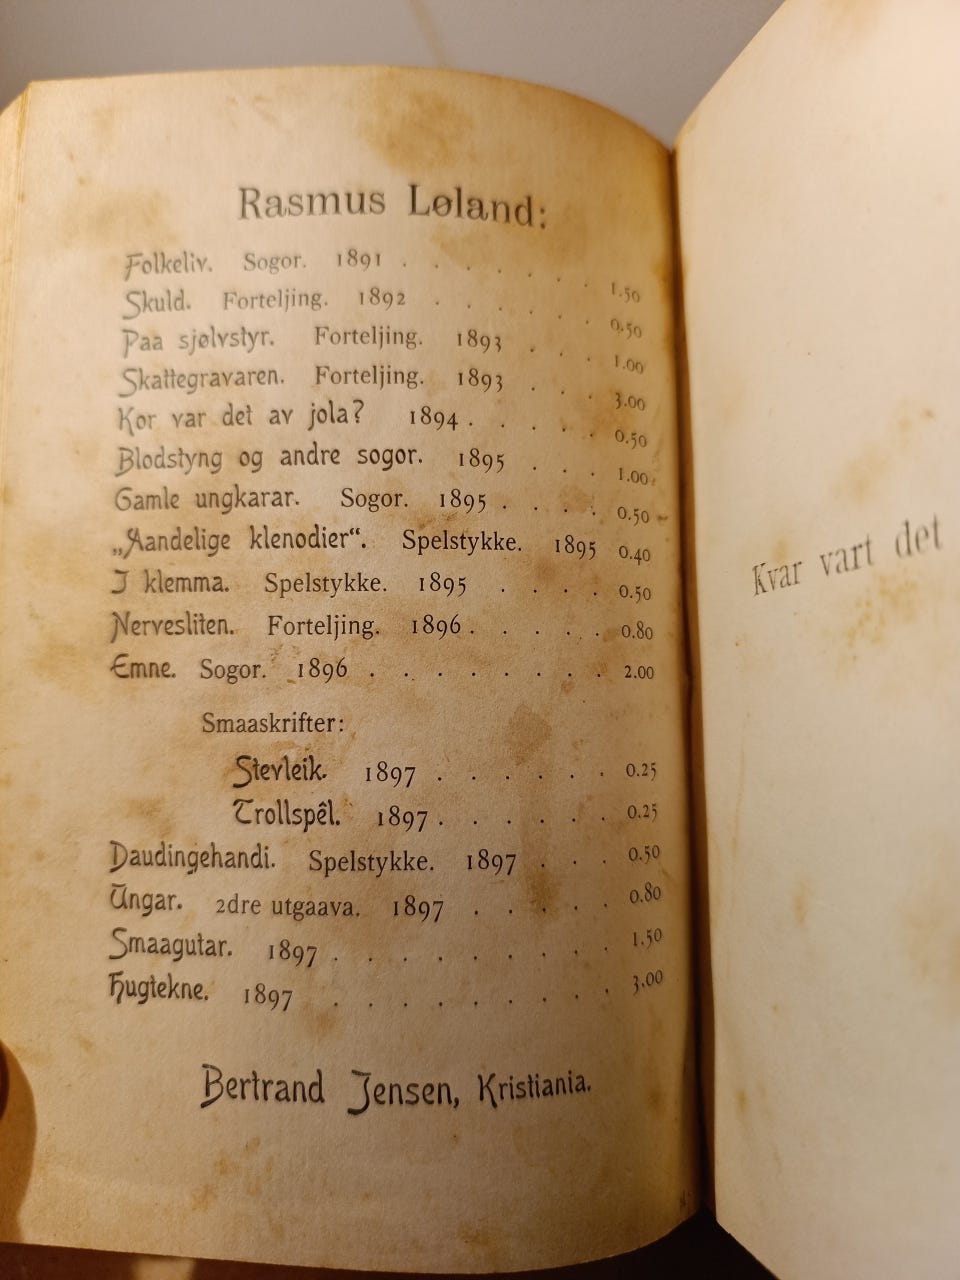 Rasmus Løland:
Folkeliv. Sogor. 1891 . . . . . . 1.50
Skuld. Forteljing. 1892 . . . . . 0.50
Paa sjølvstyr. Forteljing. 1893 . . . 1.00
Skattegravaren. Forteljing. 1893 . . . 3.00
Kor var det av jola? 1894 . . . . . 0.50
Blodstyng og andre sogor. 1895 . . . 1.00
Gamle ungkarar. Sogor. 1895 . . . . 0.50
„Aandelige klenodier“. Spelstykke. 1895 0.40
I klemma. Spelstykke. 1895 . . . . 0.50
Nervesliten. Forteljing. 1896 . . . . . 0.80
Emne. Sogor. 1896 . . . . . . . . 2.00
Smaaskrifter:
Stevleik. 1897 . . . . . . 0.25
Trollspêl. 1897 . . . . . . 0.25
Daudingehandi. Spelstykke. 1897 . . . 0.50
Ungar. 2dre utgaava. 1897 . . . . . 0.80
Smaagutar. 1897 . . . . . . . . 1.50
Hugtekne. 1897 . . . . . . . . . 3.00
Bertrand Jensen, Kristiania.
Kvar vart det